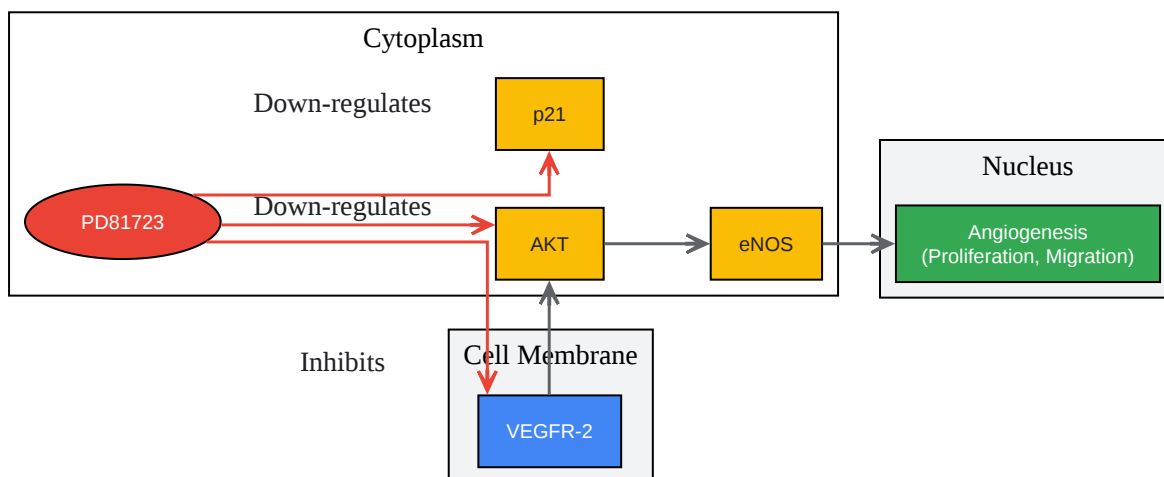 Cytoplasm
Down-regulates
p21
Nucleus
PD81723
Down-regulates
AKT
eNOS
Angiogenesis
(Proliferation, Migration)
Inhibits
Cell Membrane
VEGFR-2